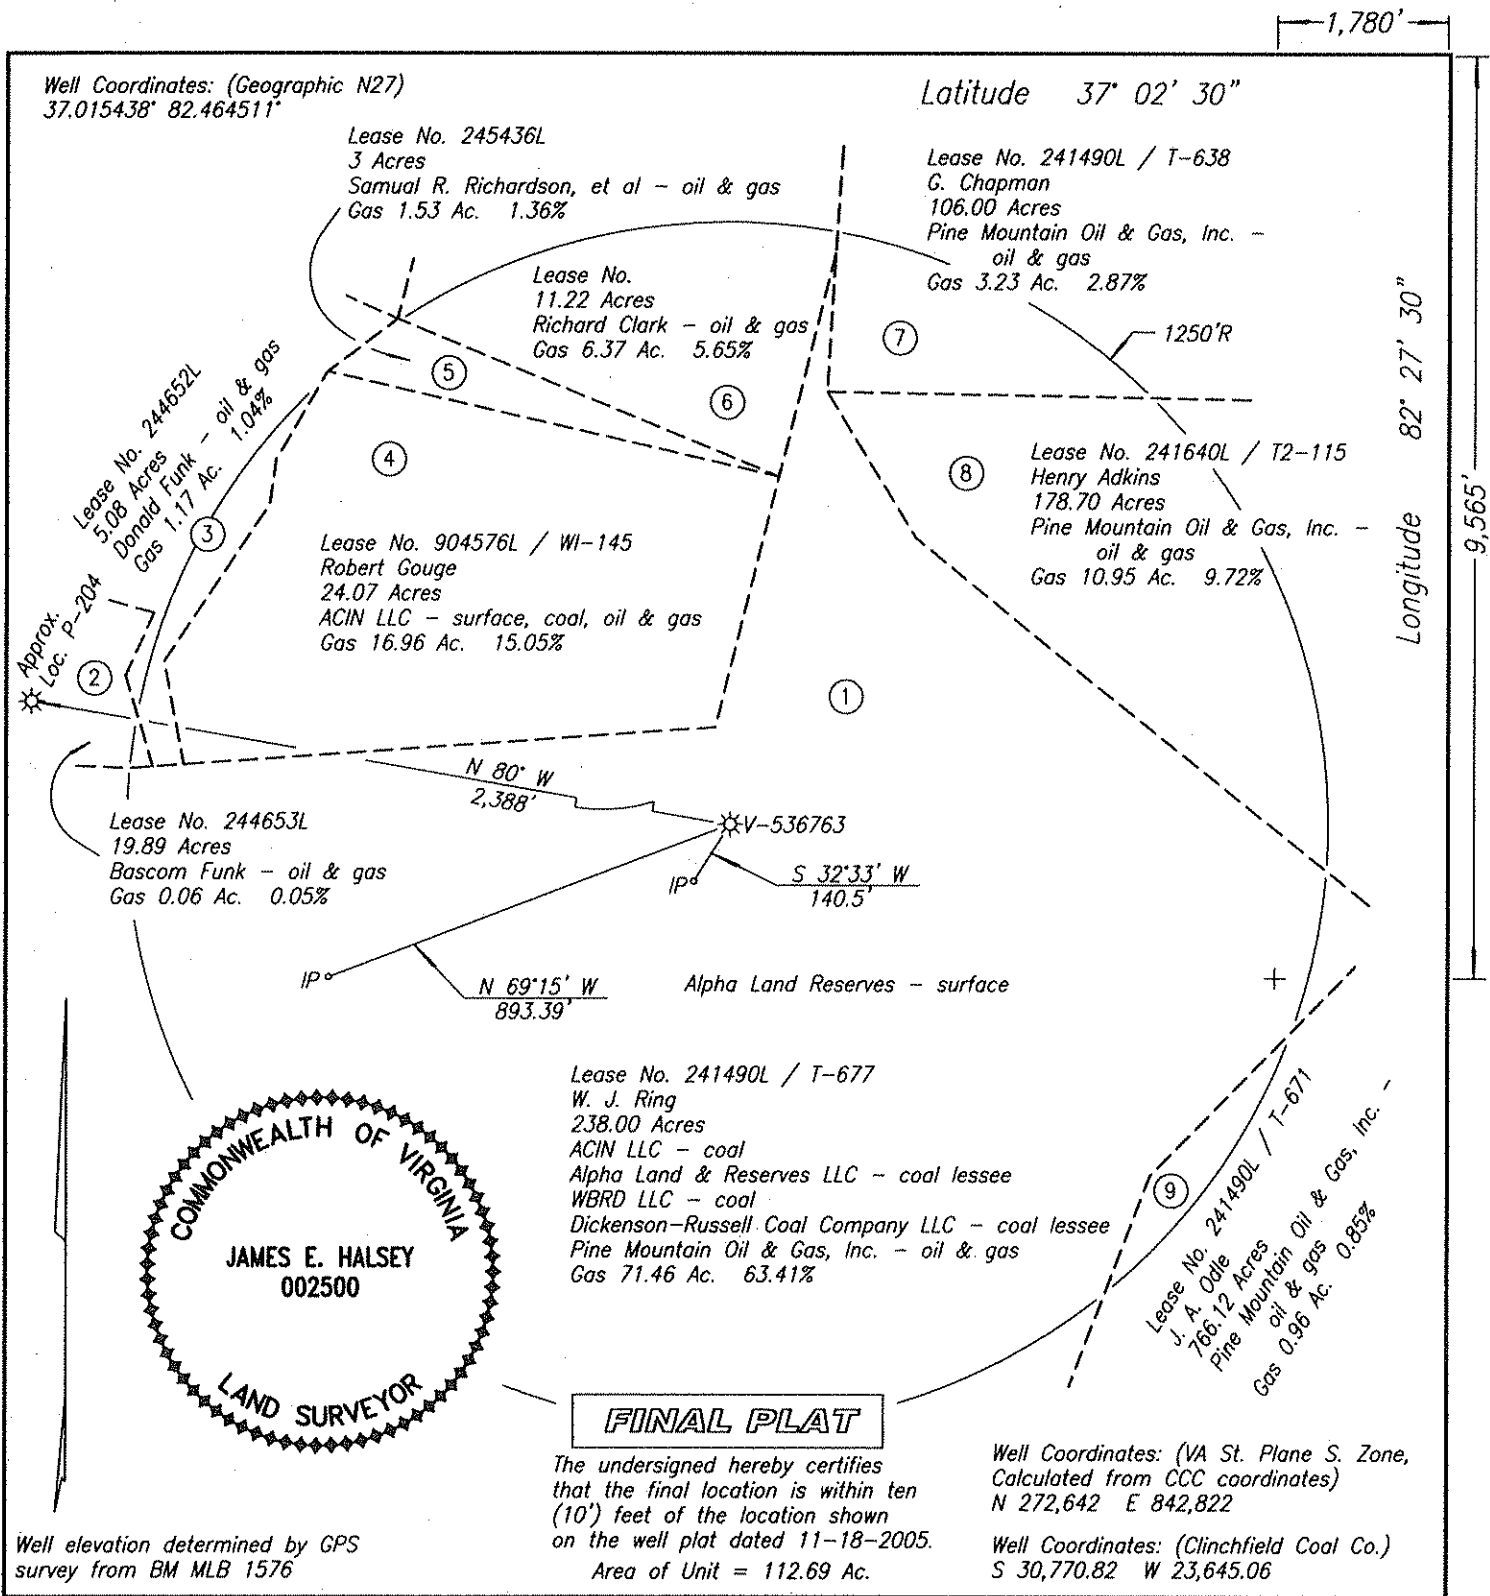 1,780'
Well Coordinates: (Geographic N27)
37.015438° 82.464511°
Latitude 37° 02' 30"
Lease No. 245436L
3 Acres
Samual R. Richardson, et al - oil & gas
Gas 1.53 Ac. 1.36%
Lease No. 241490L / T-638
G. Chapman
106.00 Acres
Pine Mountain Oil & Gas, Inc. -
oil & gas
Gas 3.23 Ac. 2.87%
Lease No.
11.22 Acres
Richard Clark - oil & gas
Gas 6.37 Ac. 5.65%
7
1250'R
5
6
Longitude 82° 27' 30"
9,565'
Lease No. 244652L
5.08 Acres
Donald Funk - oil & gas
Gas 1.17 Ac. 1.04%
3
4
8
Lease No. 241640L / T2-115
Henry Adkins
178.70 Acres
Pine Mountain Oil & Gas, Inc. -
oil & gas
Gas 10.95 Ac. 9.72%
Lease No. 904576L / WI-145
Robert Gouge
24.07 Acres
ACIN LLC - surface, coal, oil & gas
Gas 16.96 Ac. 15.05%
Approx.
Loc. P-204
2
1
N 80° W
2,388'
V-536763
Lease No. 244653L
19.89 Acres
Bascom Funk - oil & gas
Gas 0.06 Ac. 0.05%
IP
S 32°33' W
140.5'
IP
N 69°15' W
893.39'
Alpha Land Reserves - surface
Lease No. 241490L / T-677
W. J. Ring
238.00 Acres
ACIN LLC - coal
Alpha Land & Reserves LLC - coal lessee
WBRD LLC - coal
Dickenson-Russell Coal Company LLC - coal lessee
Pine Mountain Oil & Gas, Inc. - oil & gas
Gas 71.46 Ac. 63.41%
9
Lease No. 241490L / T-671
J. A. Odle
766.12 Acres
Pine Mountain Oil & Gas, Inc. -
oil & gas
Gas 0.96 Ac. 0.85%
COMMONWEALTH OF VIRGINIA
JAMES E. HALSEY
002500
LAND SURVEYOR
FINAL PLAT
The undersigned hereby certifies
that the final location is within ten
(10') feet of the location shown
on the well plat dated 11-18-2005.
Area of Unit = 112.69 Ac.
Well Coordinates: (VA St. Plane S. Zone,
Calculated from CCC coordinates)
N 272,642 E 842,822
Well Coordinates: (Clinchfield Coal Co.)
S 30,770.82 W 23,645.06
Well elevation determined by GPS
survey from BM MLB 1576